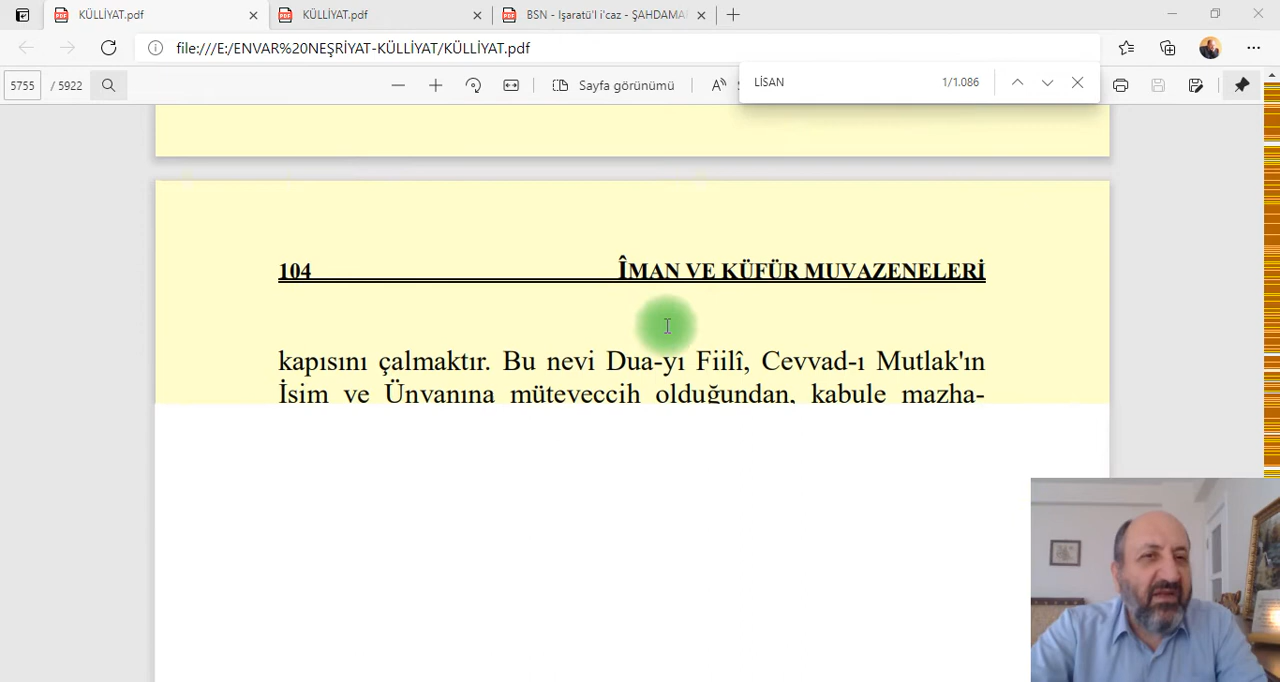 KÜLLİYAT.pdf
KÜLLİYAT.pdf
BSN - Işaratü'l i'caz - ŞAHDAMA
file:///E:/ENVAR%20NEŞRİYAT-KÜLLİYAT/KÜLLİYAT.pdf
5755 / 5922
Sayfa görünümü
LİSAN
1/1.086
104 ÎMAN VE KÜFÜR MUVAZENELERİ
kapısını çalmaktır. Bu nevi Dua-yı Fiilî, Cevvad-ı Mutlak'ın
İsim ve Ünvanına müteveccih olduğundan, kabule mazha-